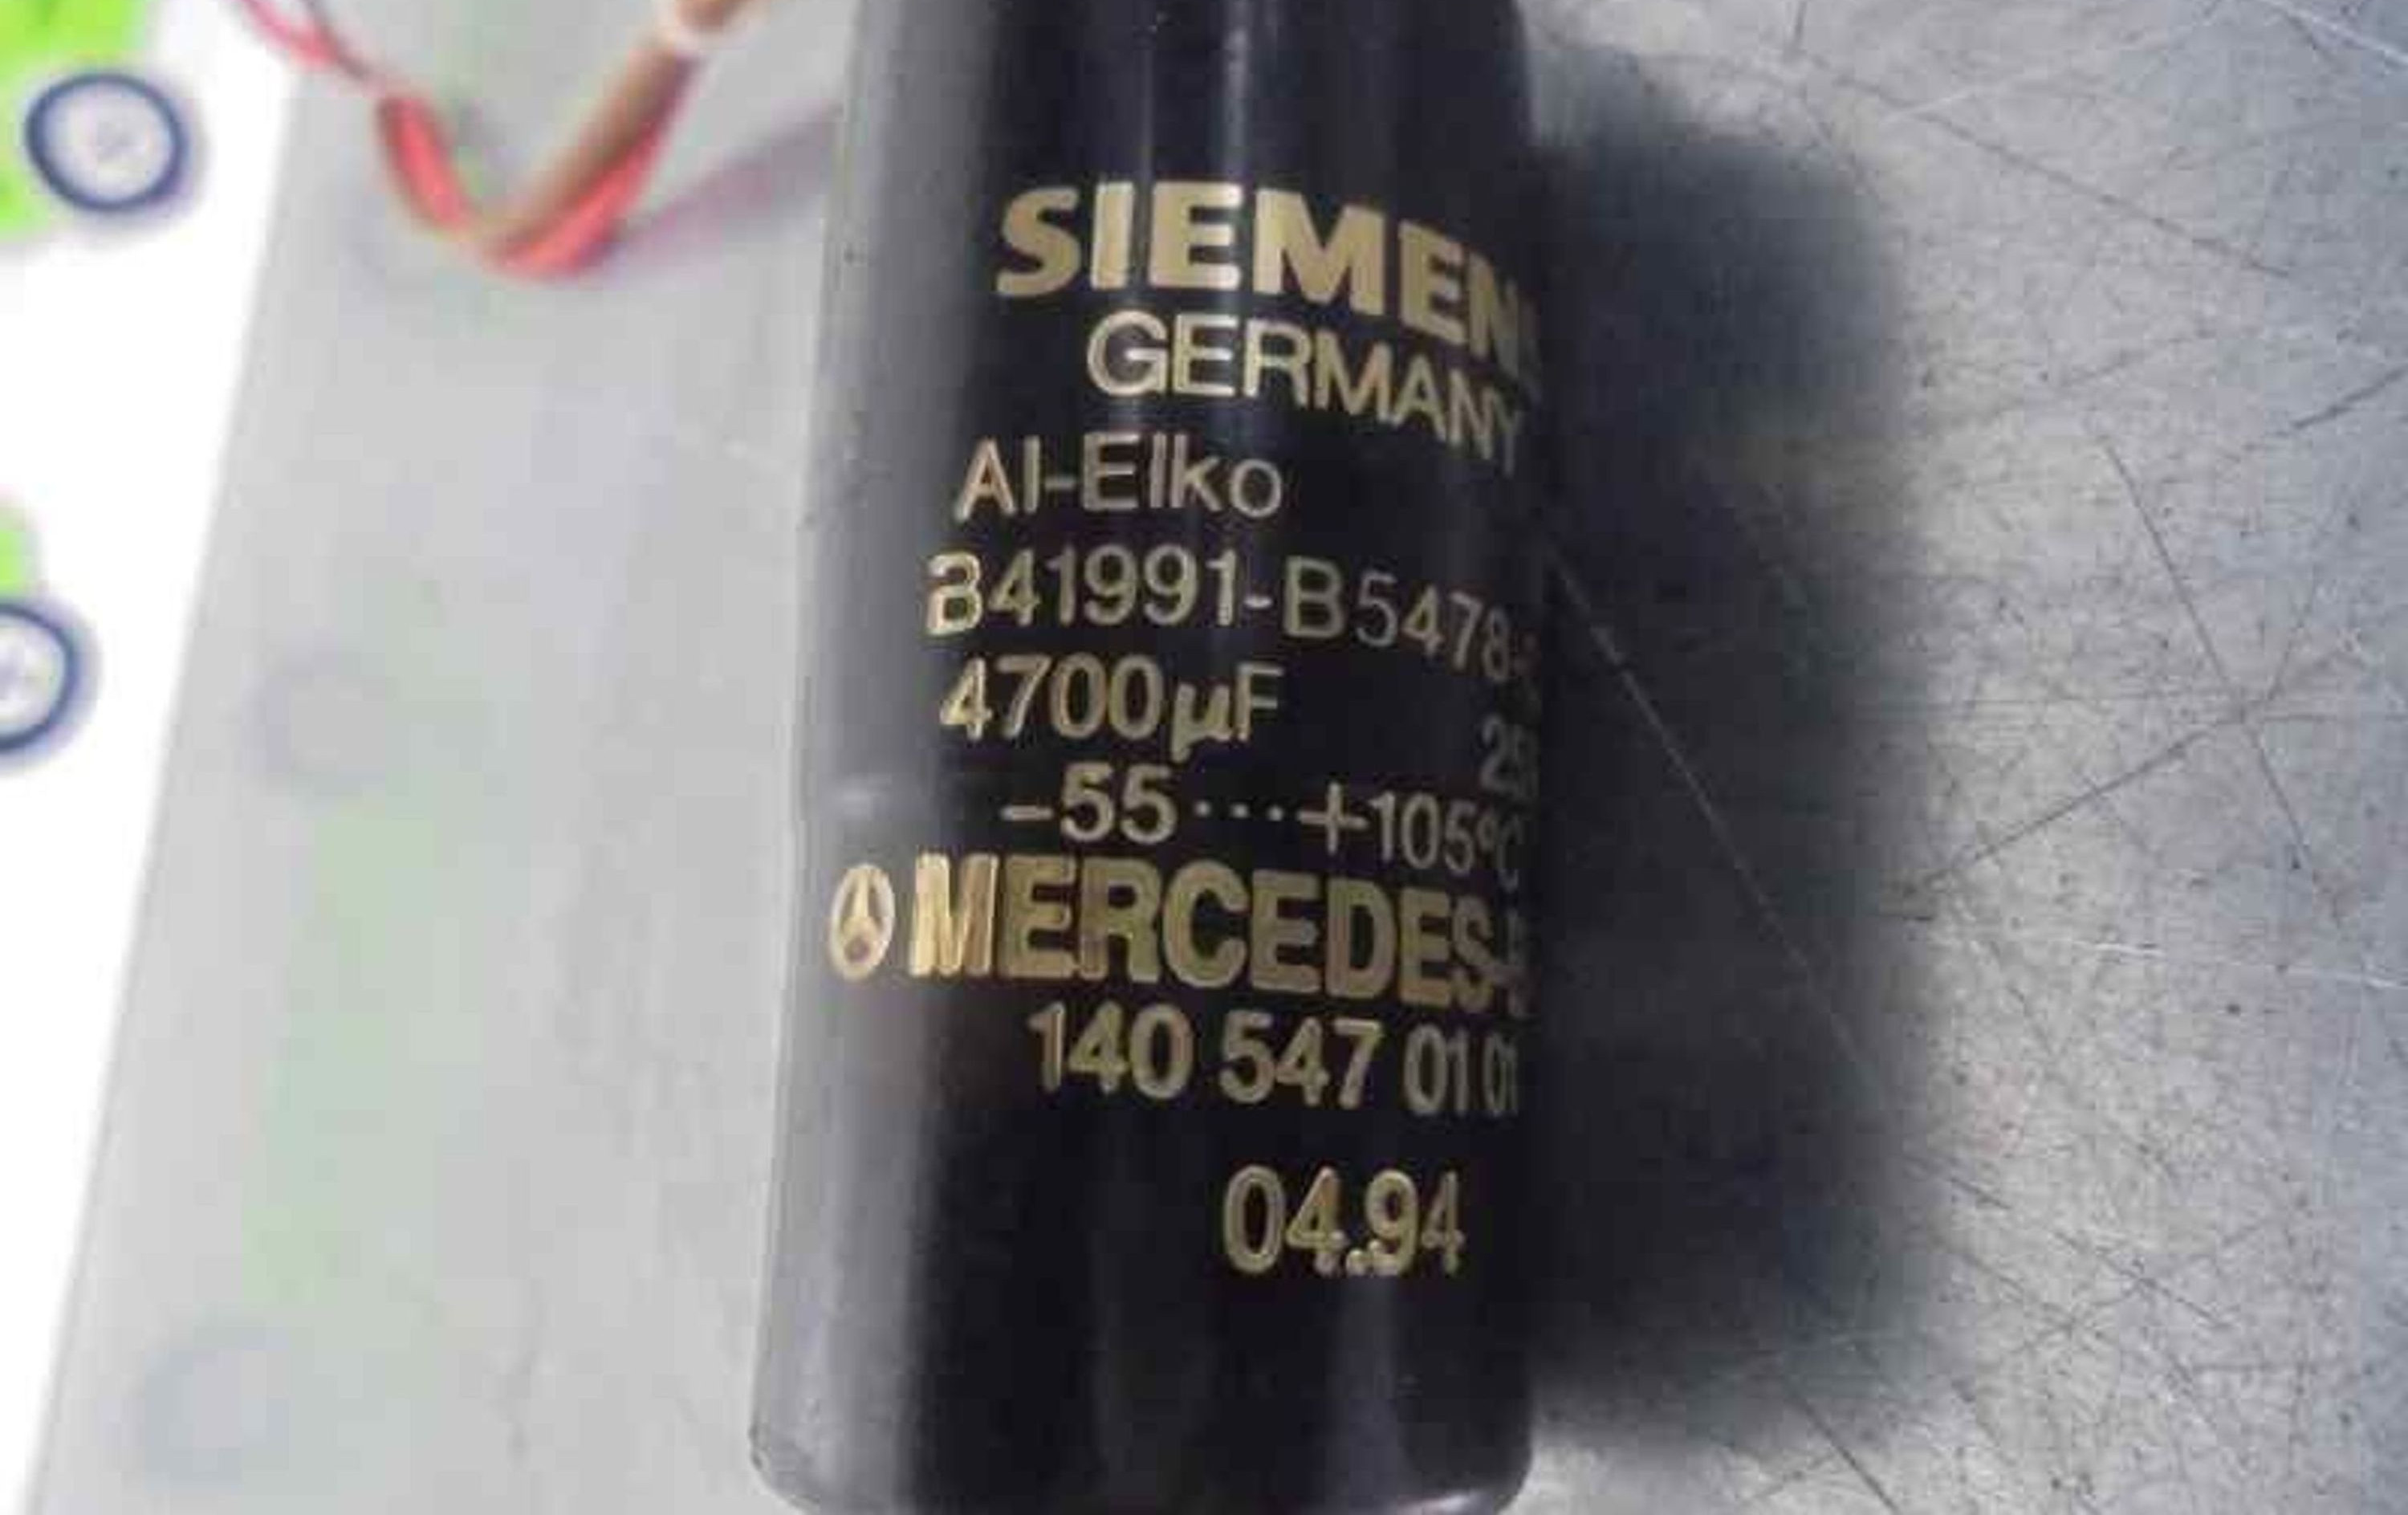 SIEMEN
GERMANY
Al-Elko
B41991-B5478-
4700µF
-55···+105°C
MERCEDES-
140 547 01 01
04.94